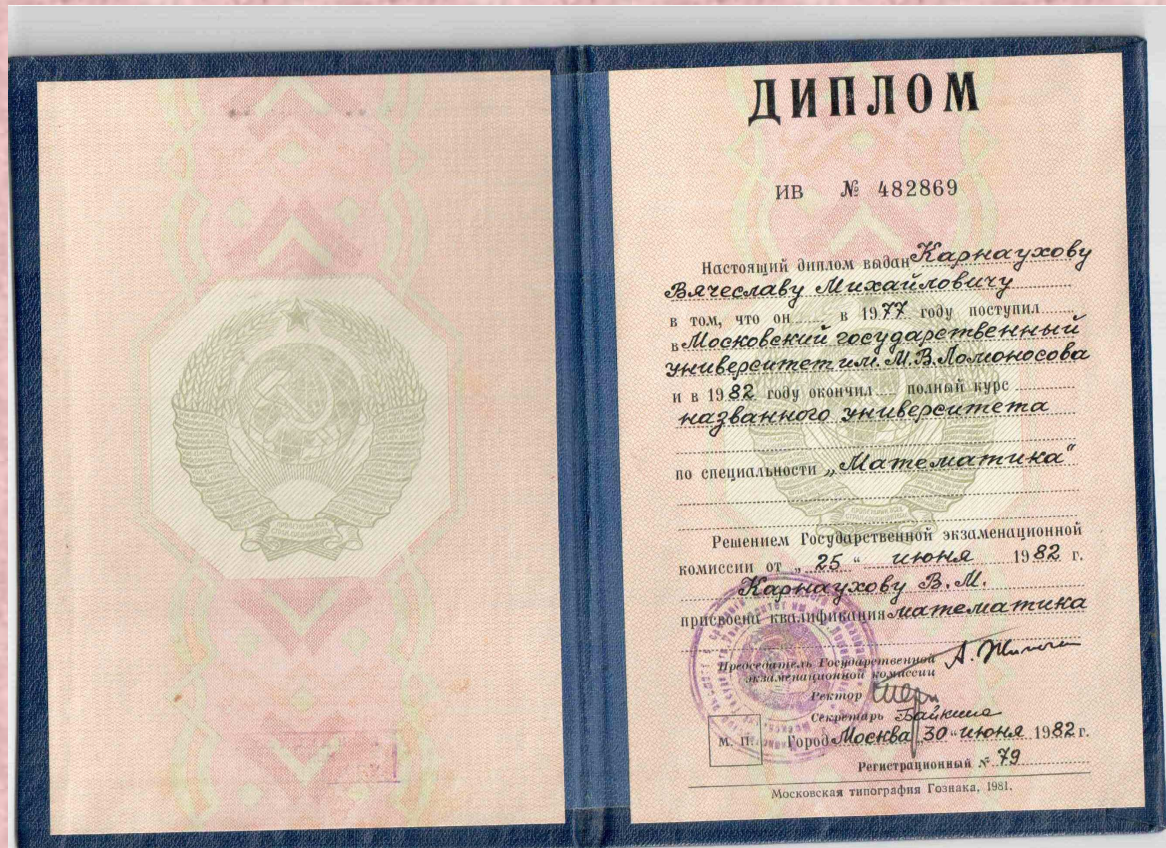 ДИПЛОМ
ИВ № 482869
Настоящий диплом выдан Карнаухову
Вячеславу Михайловичу
в том, что он в 1977 году поступил
в Московский государственный
университет им. М.В.Ломоносова
и в 1982 году окончил полный курс
названного университета
по специальности „Математика“
Решением Государственной экзаменационной
комиссии от „25“ июня 1982 г.
Карнаухову В.М.
присвоена квалификация математика
Председатель Государственной
экзаменационной комиссии
Ректор
Секретарь
М. П. Город Москва 30 “ июня 1982 г.
Регистрационный № 79
Московская типография Гознака, 1981.